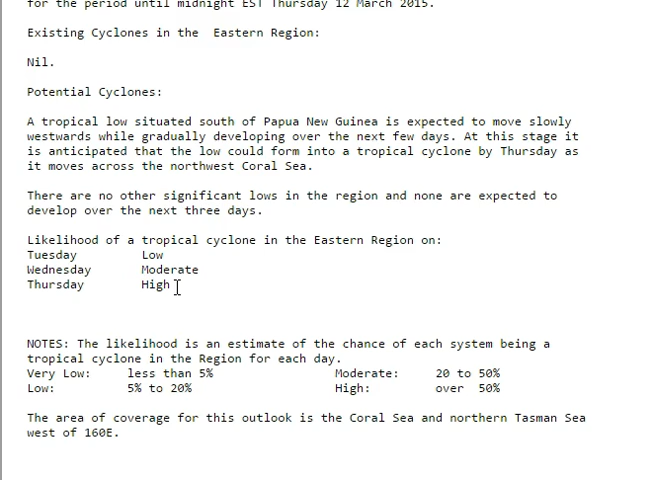 for the period until midnight EST Thursday 12 March 2015.
Existing Cyclones in the  Eastern Region:
Nil.
Potential Cyclones:
A tropical low situated south of Papua New Guinea is expected to move slowly
westwards while gradually developing over the next few days. At this stage it
is anticipated that the low could form into a tropical cyclone by Thursday as
it moves across the northwest Coral Sea.
There are no other significant lows in the region and none are expected to
develop over the next three days.
Likelihood of a tropical cyclone in the Eastern Region on:
Tuesday         Low
Wednesday       Moderate
Thursday        High
NOTES: The likelihood is an estimate of the chance of each system being a
tropical cyclone in the Region for each day.
Very Low:     less than 5%                 Moderate:     20 to 50%
Low:          5% to 20%                    High:         over  50%
The area of coverage for this outlook is the Coral Sea and northern Tasman Sea
west of 160E.